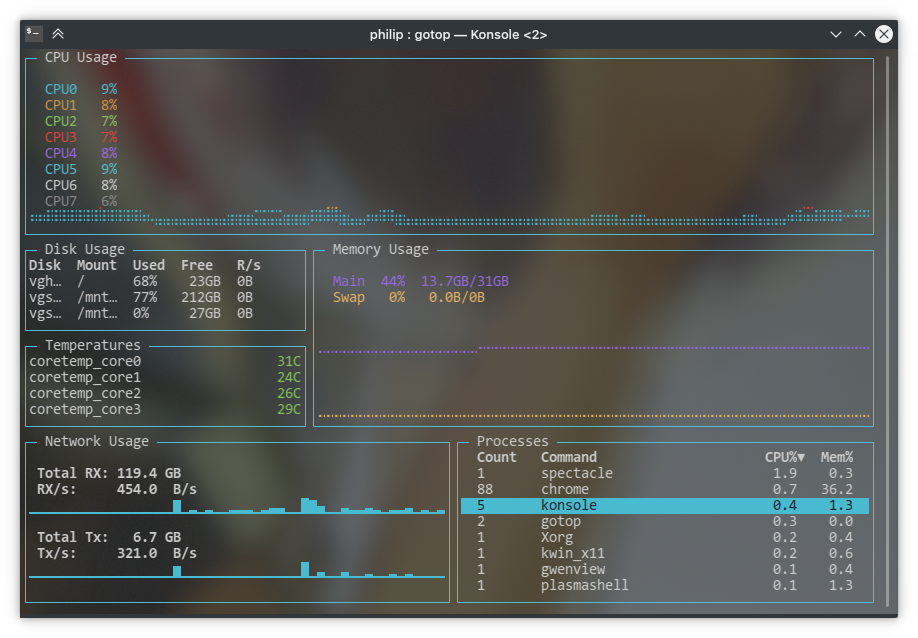 philip : gotop — Konsole <2>
CPU Usage
CPU0 9%
CPU1 8%
CPU2 7%
CPU3 7%
CPU4 8%
CPU5 9%
CPU6 8%
CPU7 6%
Disk Usage
Disk Mount Used Free R/s
vgh… / 68% 23GB 0B
vgs… /mnt… 77% 212GB 0B
vgs… /mnt… 0% 27GB 0B
Memory Usage
Main 44% 13.7GB/31GB
Swap 0% 0.0B/0B
Temperatures
coretemp_core0 31C
coretemp_core1 24C
coretemp_core2 26C
coretemp_core3 29C
Network Usage
Total RX: 119.4 GB
RX/s: 454.0 B/s
Total Tx: 6.7 GB
Tx/s: 321.0 B/s
Processes
Count Command CPU%▼ Mem%
1 spectacle 1.9 0.3
88 chrome 0.7 36.2
5 konsole 0.4 1.3
2 gotop 0.3 0.0
1 Xorg 0.2 0.4
1 kwin_x11 0.2 0.6
1 gwenview 0.1 0.4
1 plasmashell 0.1 1.3